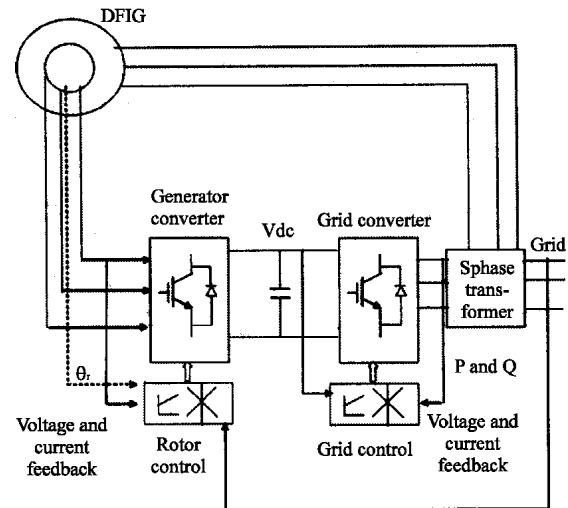 DFIG
Generator
converter
Vdc
Grid converter
Grid
Sphase
trans-
former
θr
P and Q
Voltage and
current
feedback
Rotor
control
Grid control
Voltage and
current
feedback